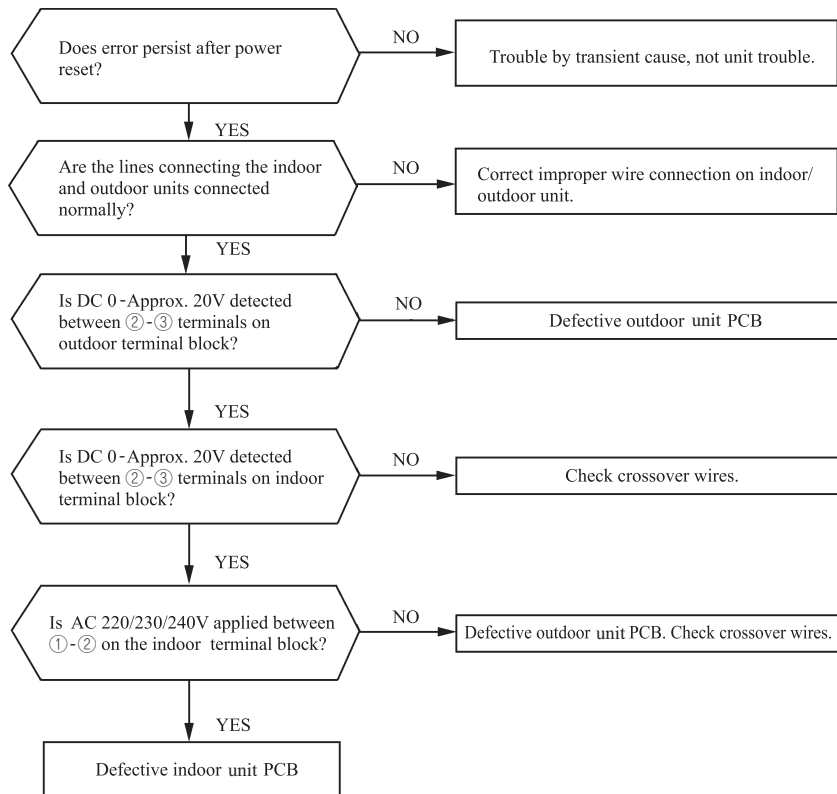 Does error persist after power
reset?
NO
Trouble by transient cause, not unit trouble.
YES
Are the lines connecting the indoor
and outdoor units connected
normally?
NO
Correct improper wire connection on indoor/
outdoor unit.
YES
Is DC 0-Approx. 20V detected
between ②-③ terminals on
outdoor terminal block?
NO
Defective outdoor unit PCB
YES
Is DC 0-Approx. 20V detected
between ②-③ terminals on indoor
terminal block?
NO
Check crossover wires.
YES
Is AC 220/230/240V applied between
①-② on the indoor terminal block?
NO
Defective outdoor unit PCB. Check crossover wires.
YES
Defective indoor unit PCB